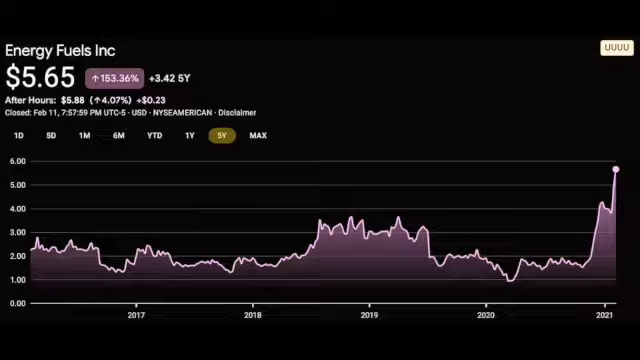 Energy Fuels Inc
UUUU
$5.65 ↑153.36% +3.42 5Y
After Hours: $5.88 (↑4.07%) +$0.23
Closed: Feb 11, 7:57:59 PM UTC-5 · USD · NYSEAMERICAN · Disclaimer
1D 5D 1M 6M YTD 1Y 5Y MAX
6.00
5.00
4.00
3.00
2.00
1.00
0.00
2017 2018 2019 2020 2021